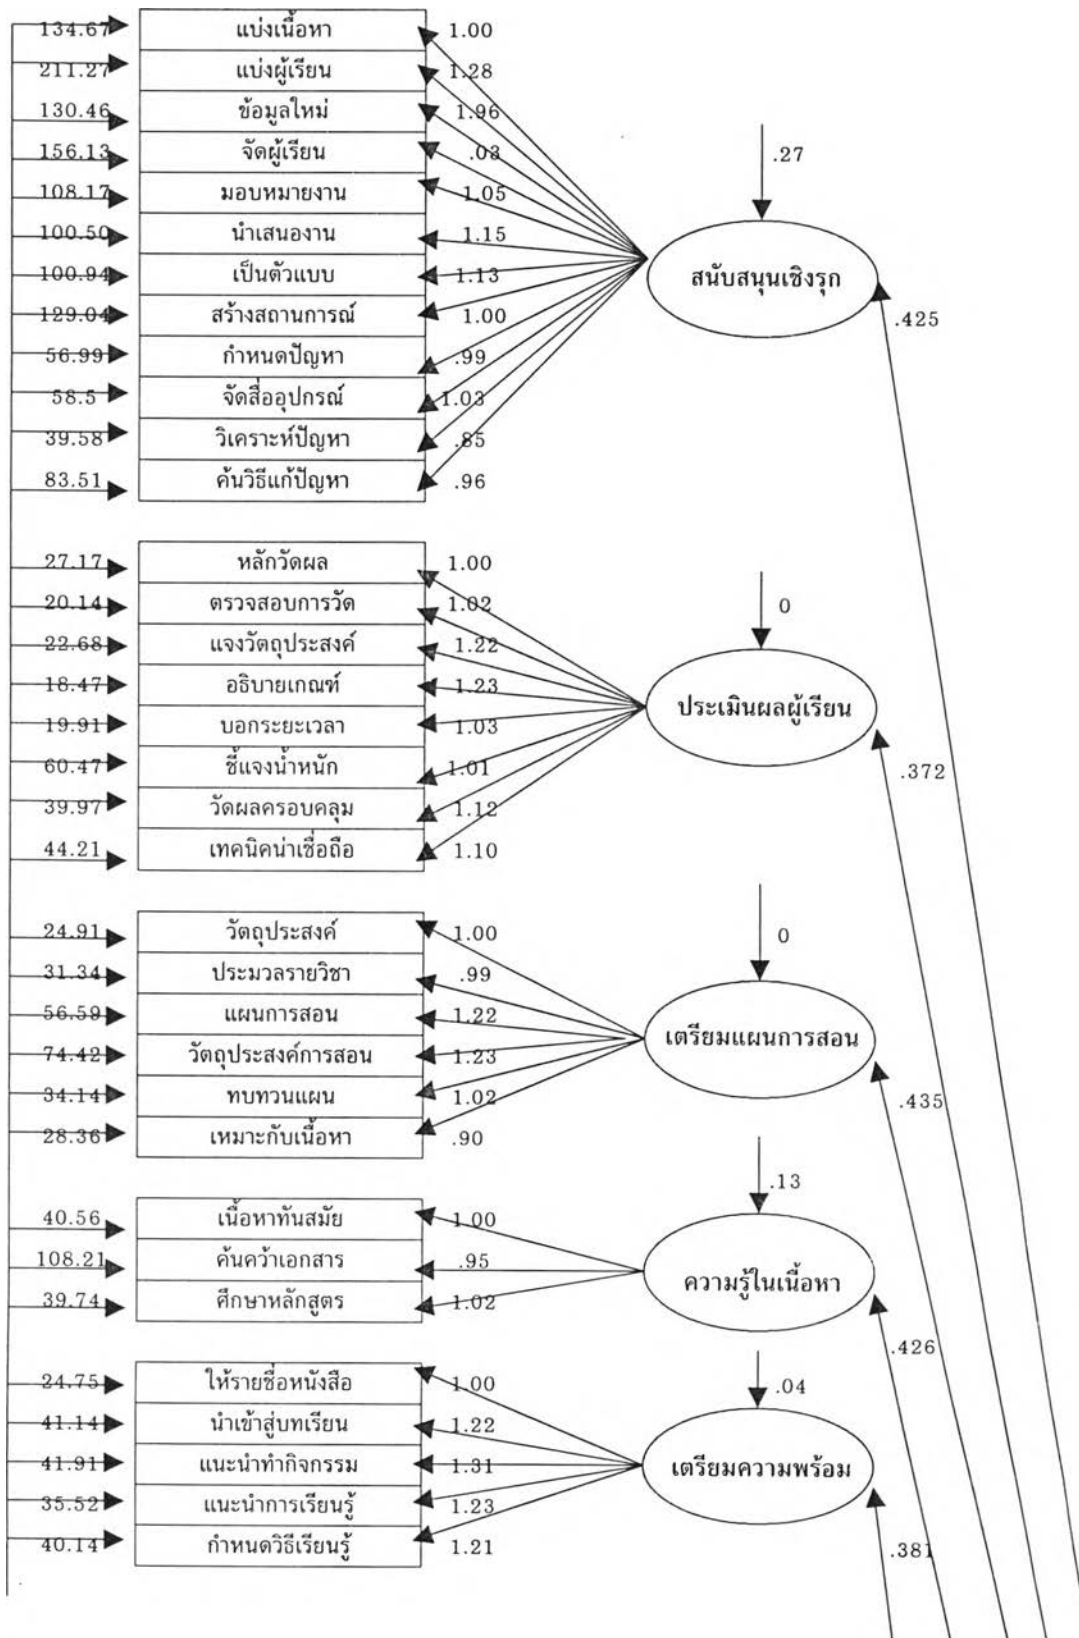 134.67 แบ่งเนื้อหา 1.00
211.27 แบ่งผู้เรียน 1.28
130.46 ข้อมูลใหม่ 1.96
156.13 จัดผู้เรียน .03
.27
108.17 มอบหมายงาน 1.05
100.50 นำเสนองาน 1.15
100.94 เป็นตัวแบบ 1.13
สนับสนุนเชิงรุก
129.04 สร้างสถานการณ์ 1.00
.425
56.99 กำหนดปัญหา .99
58.5 จัดสื่ออุปกรณ์ 1.03
39.58 วิเคราะห์ปัญหา .85
83.51 ค้นวิธีแก้ปัญหา .96
27.17 หลักวัดผล 1.00
20.14 ตรวจสอบการวัด 1.02
0
22.68 แจงวัตถุประสงค์ 1.22
18.47 อธิบายเกณฑ์ 1.23
19.91 บอกระยะเวลา 1.03
ประเมินผลผู้เรียน
60.47 ชี้แจงน้ำหนัก 1.01
.372
39.97 วัดผลครอบคลุม 1.12
44.21 เทคนิคน่าเชื่อถือ 1.10
24.91 วัตถุประสงค์ 1.00
0
31.34 ประมวลรายวิชา .99
56.59 แผนการสอน 1.22
เตรียมแผนการสอน
74.42 วัตถุประสงค์การสอน 1.23
34.14 ทบทวนแผน 1.02
.435
28.36 เหมาะกับเนื้อหา .90
.13
40.56 เนื้อหาทันสมัย 1.00
108.21 ค้นคว้าเอกสาร .95
ความรู้ในเนื้อหา
39.74 ศึกษาหลักสูตร 1.02
.426
24.75 ให้รายชื่อหนังสือ 1.00
.04
41.14 นำเข้าสู่บทเรียน 1.22
41.91 แนะนำทำกิจกรรม 1.31
เตรียมความพร้อม
35.52 แนะนำการเรียนรู้ 1.23
40.14 กำหนดวิธีเรียนรู้ 1.21
.381